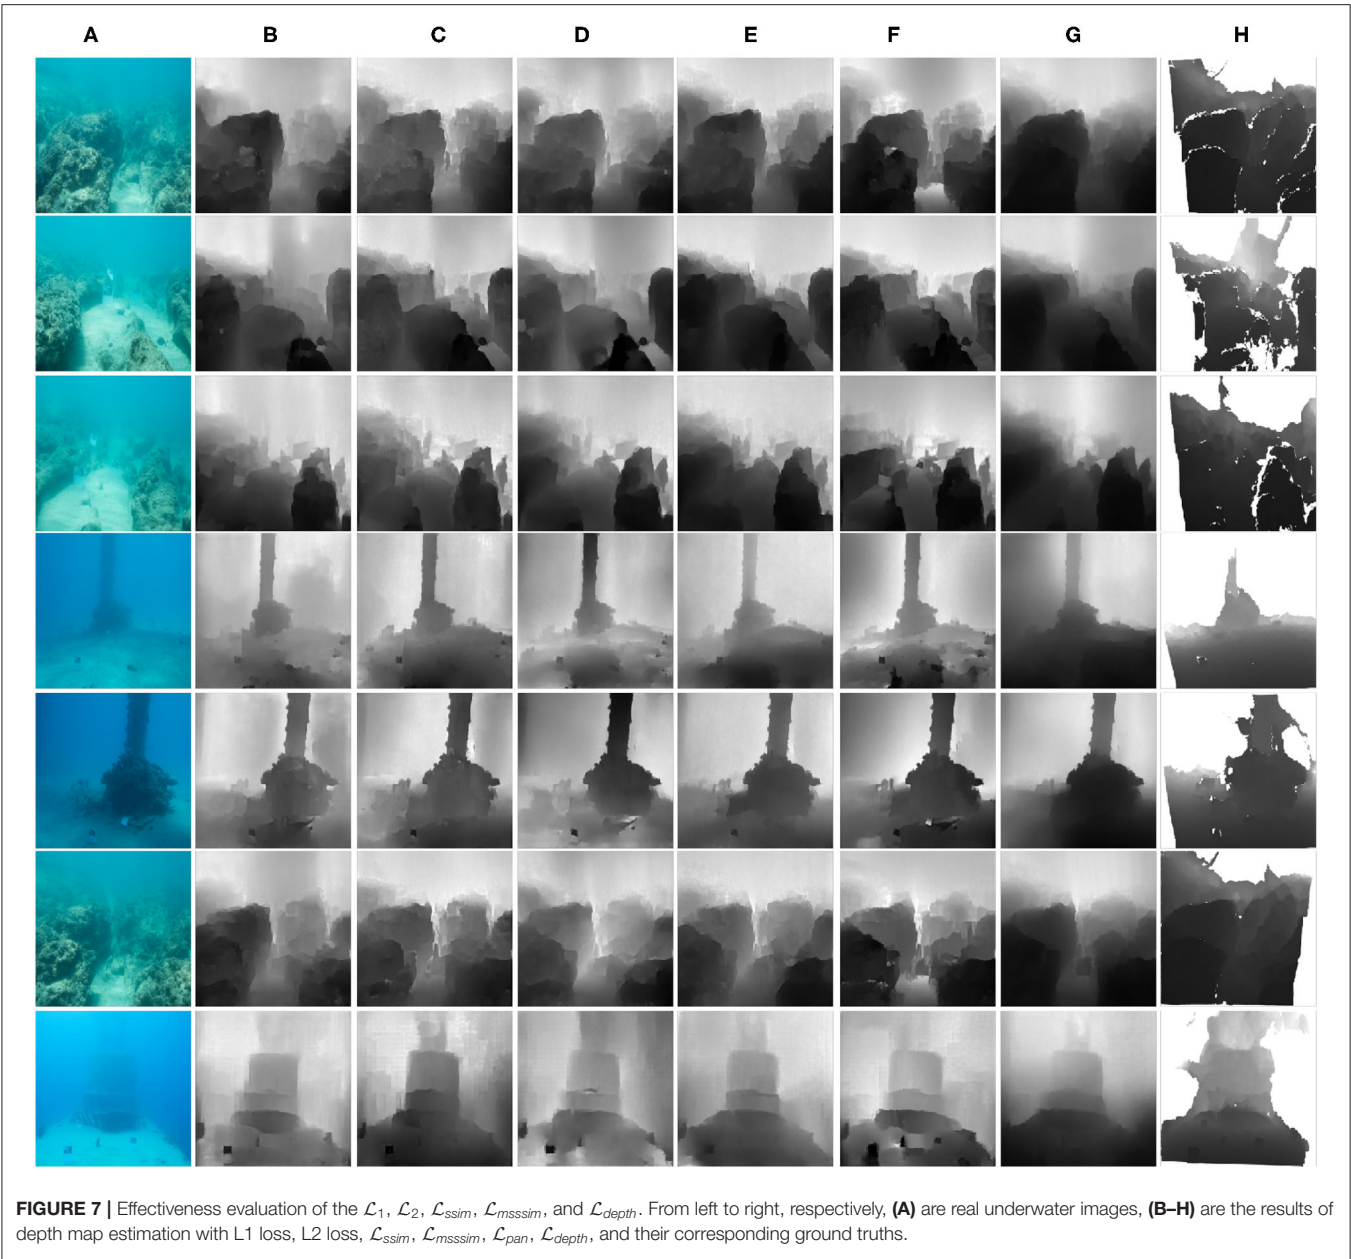 A B C D E F G H
FIGURE 7 | Effectiveness evaluation of the ℒ1, ℒ2, ℒssim, ℒmsssim, and ℒdepth. From left to right, respectively, (A) are real underwater images, (B–H) are the results of
depth map estimation with L1 loss, L2 loss, ℒssim, ℒmsssim, ℒpan, ℒdepth, and their corresponding ground truths.